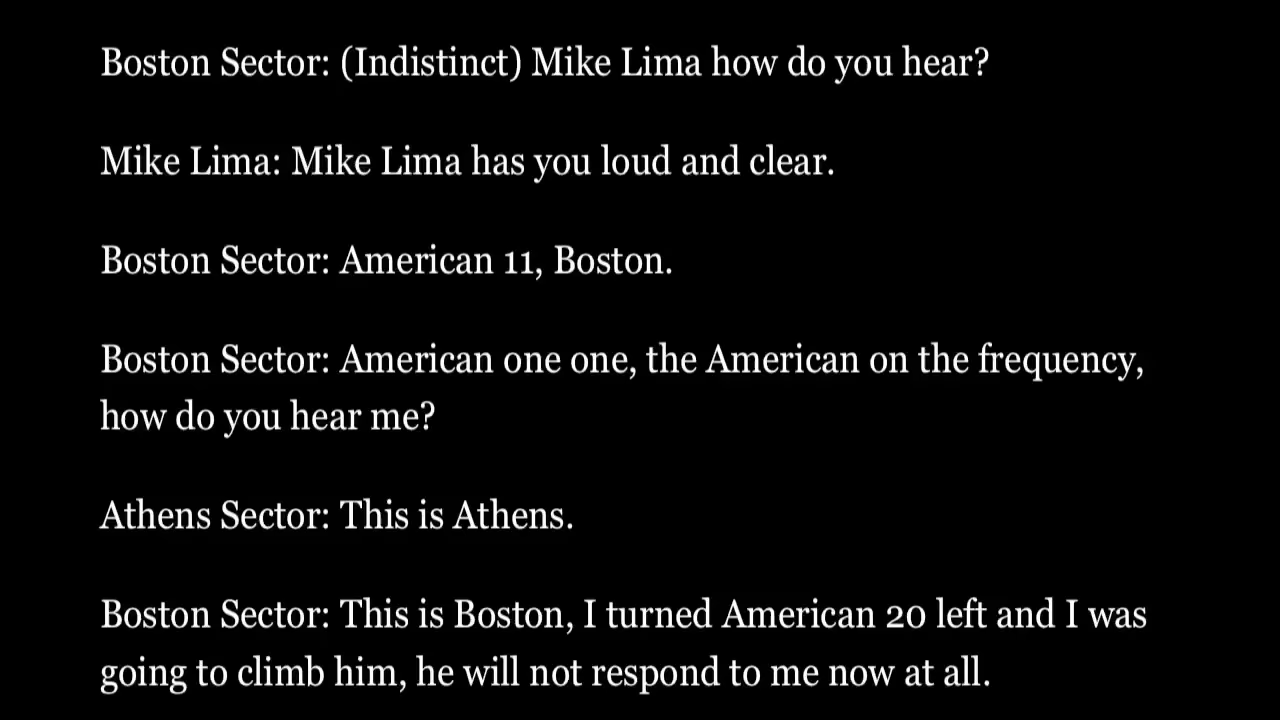 Boston Sector: (Indistinct) Mike Lima how do you hear?
Mike Lima: Mike Lima has you loud and clear.
Boston Sector: American 11, Boston.
Boston Sector: American one one, the American on the frequency,
how do you hear me?
Athens Sector: This is Athens.
Boston Sector: This is Boston, I turned American 20 left and I was
going to climb him, he will not respond to me now at all.